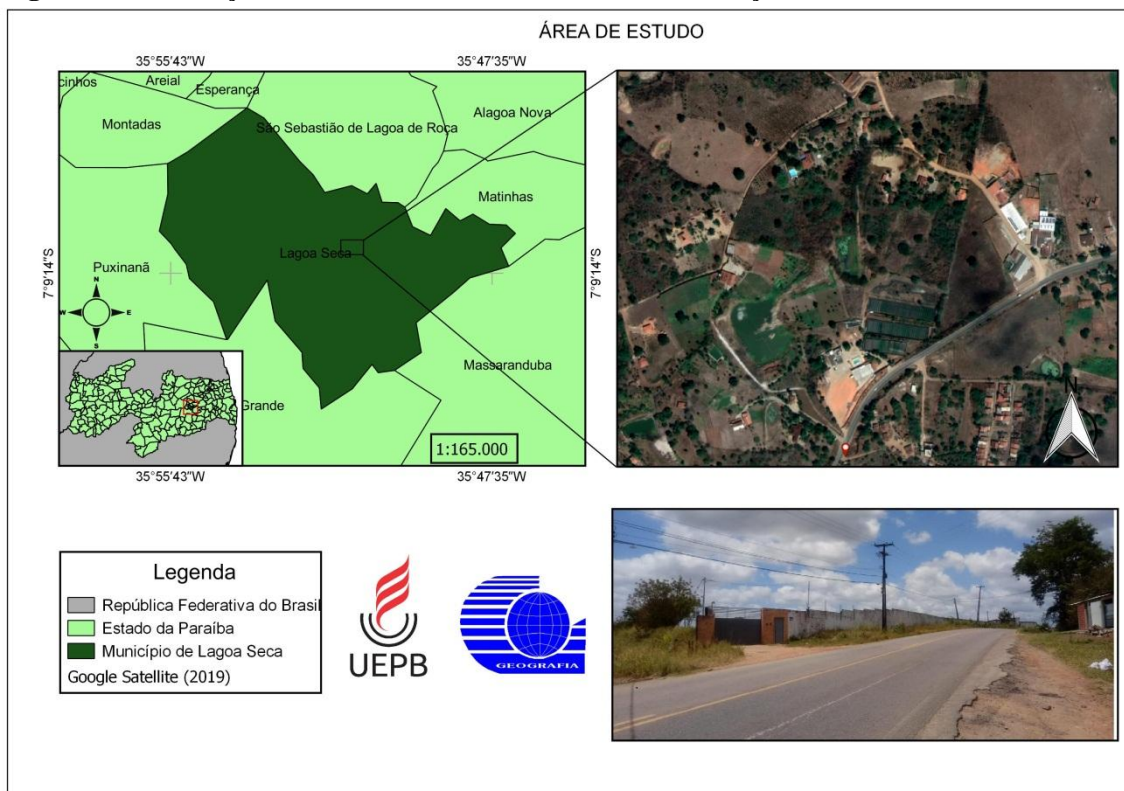 ÁREA DE ESTUDO
35°55'43"W
35°47'35"W
cinhos
Areial
Esperança
Montadas
São Sebastião de Lagoa de Roça
Alagoa Nova
Matinhas
Lagoa Seca
Puxinanã
7°9'14"S
7°9'14"S
N
W
E
S
Massaranduba
Grande
1:165.000
35°55'43"W
35°47'35"W
N
Legenda
República Federativa do Brasil
Estado da Paraíba
Município de Lagoa Seca
Google Satellite (2019)
UEPB
GEOGRAFIA